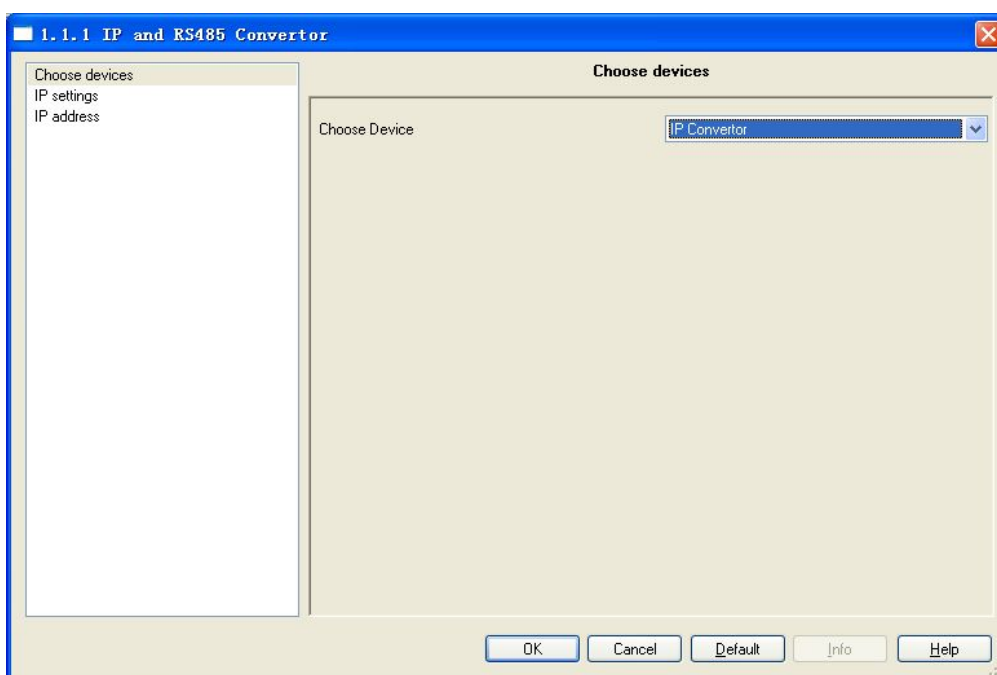 1.1.1 IP and RS485 Convertor
Choose devices
IP settings
IP address
Choose devices
Choose Device
IP Convertor
OK
Cancel
Default
Info
Help